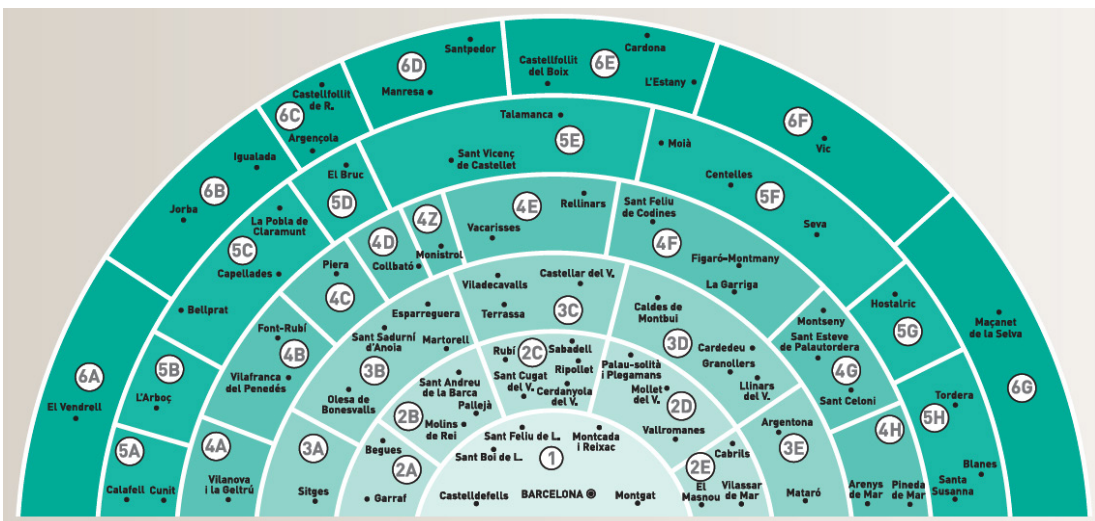 Santpedor
6D
Manresa
Cardona
Castellfollit
del Boix
6E
L'Estany
Castellfollit
de R.
6C
Argençola
6F
Vic
Igualada
6B
Jorba
Talamanca
5E
Sant Vicenç
de Castellet
Moià
Centelles
5F
Seva
El Bruc
5D
La Pobla de
Claramunt
5C
Capellades
Bellprat
4Z
Monistrol
4D
Collbató
4E
Rellinars
Vacarisses
Sant Feliu
de Codines
4F
Figaró-Montmany
La Garriga
Piera
4C
Font-Rubí
4B
Vilafranca
del Penedés
Hostalric
5G
Maçanet
de la Selva
6G
Montseny
Sant Esteve
de Palautordera
4G
Sant Celoni
Viladecavalls
Castellar del V.
Terrassa
3C
Caldes de
Montbui
3D
Cardedeu
Granollers
Llinars
del V.
Esparreguera
Sant Sadurní
d'Anoia
Martorell
3B
Olesa de
Bonesvalls
6A
El Vendrell
5B
L'Arboç
Rubí
2C
Sabadell
Sant Cugat
del V.
Ripollet
Cerdanyola
del V.
Palau-solità
i Plegamans
Mollet
del V.
2D
Vallromanes
Sant Andreu
de la Barca
Pallejà
2B
Molins
de Rei
Tordera
5H
Blanes
Santa
Susanna
4H
Arenys
de Mar
Pineda
de Mar
Argentona
3E
Mataró
Cabrils
2E
El
Masnou
Vilassar
de Mar
5A
Calafell
Cunit
4A
Vilanova
i la Geltrú
3A
Sitges
Begues
2A
Garraf
Sant Feliu de L.
Montcada
i Reixac
Sant Boi de L.
1
Castelldefells
BARCELONA
Montgat